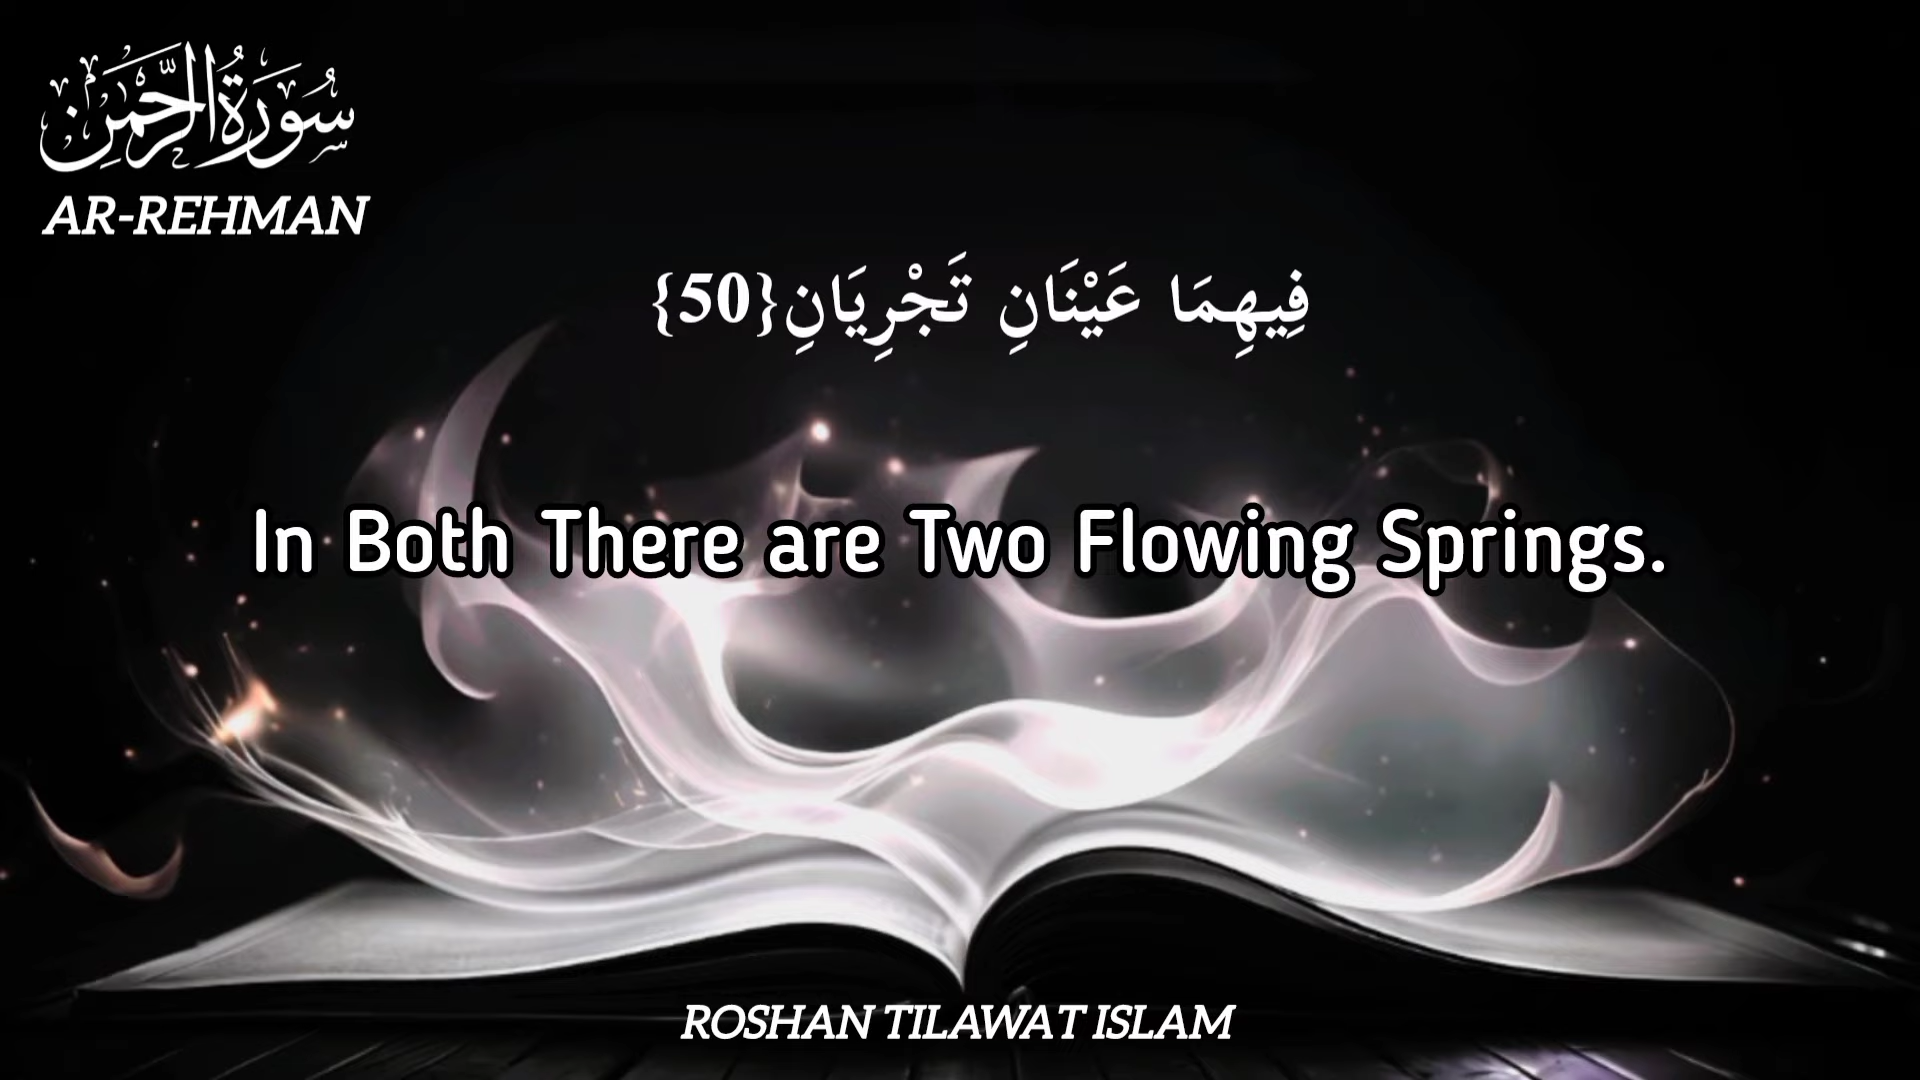 سُورَةُ الرَّحْمَٰنِ
AR-REHMAN
فِيهِمَا عَيْنَانِ تَجْرِيَانِ{50}
In Both There are Two Flowing Springs.
ROSHAN TILAWAT ISLAM